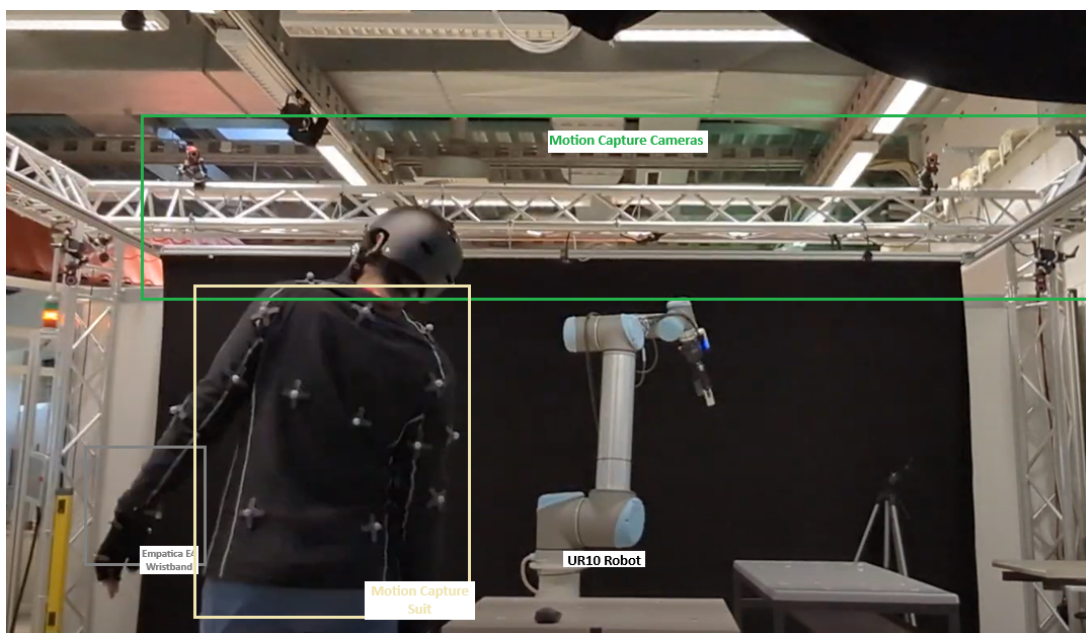 Motion Capture Cameras
Empatica E4
Wristband
UR10 Robot
Motion Capture
Suit